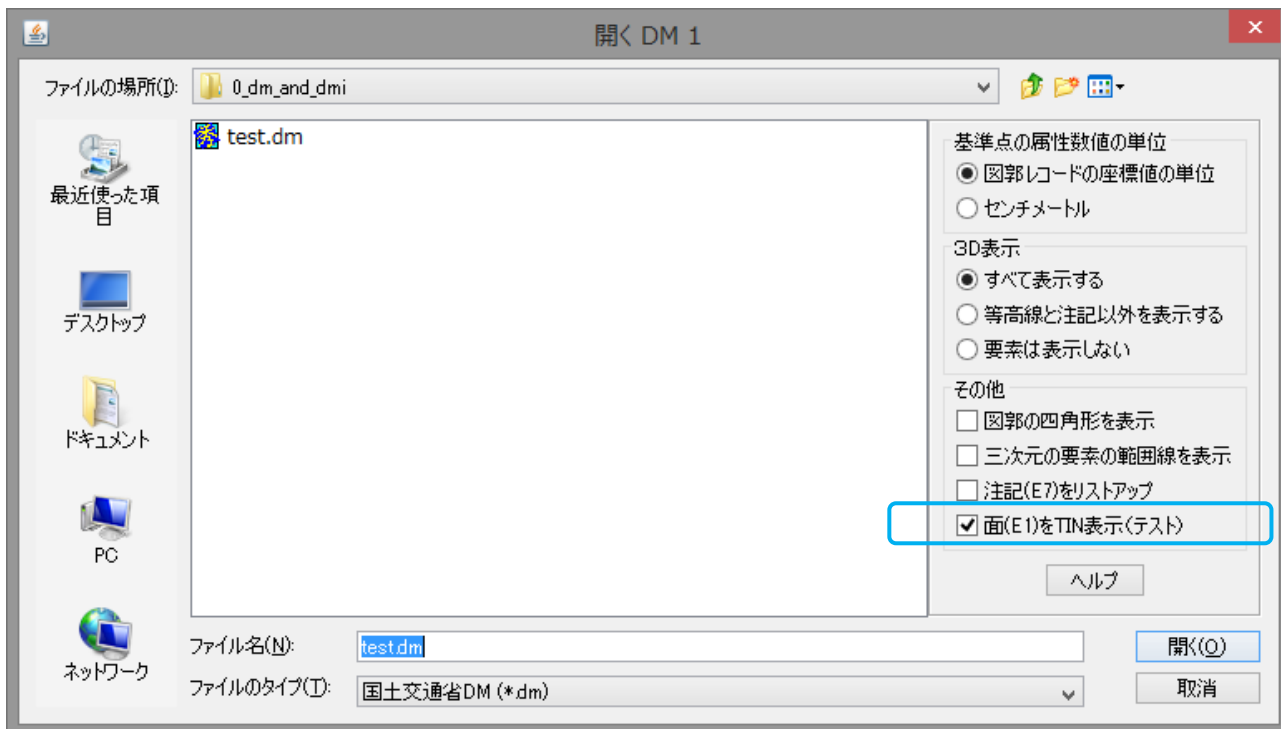 開く DM 1
ファイルの場所(I):
0_dm_and_dmi
test.dm
最近使った項
目
デスクトップ
ドキュメント
PC
ネットワーク
基準点の属性数値の単位
図郭レコードの座標値の単位
センチメートル
3D表示
すべて表示する
等高線と注記以外を表示する
要素は表示しない
その他
図郭の四角形を表示
三次元の要素の範囲線を表示
注記(E7)をリストアップ
面(E1)をTIN表示(テスト)
ヘルプ
ファイル名(N):
test.dm
開く(O)
ファイルのタイプ(T):
国土交通省DM (*.dm)
取消